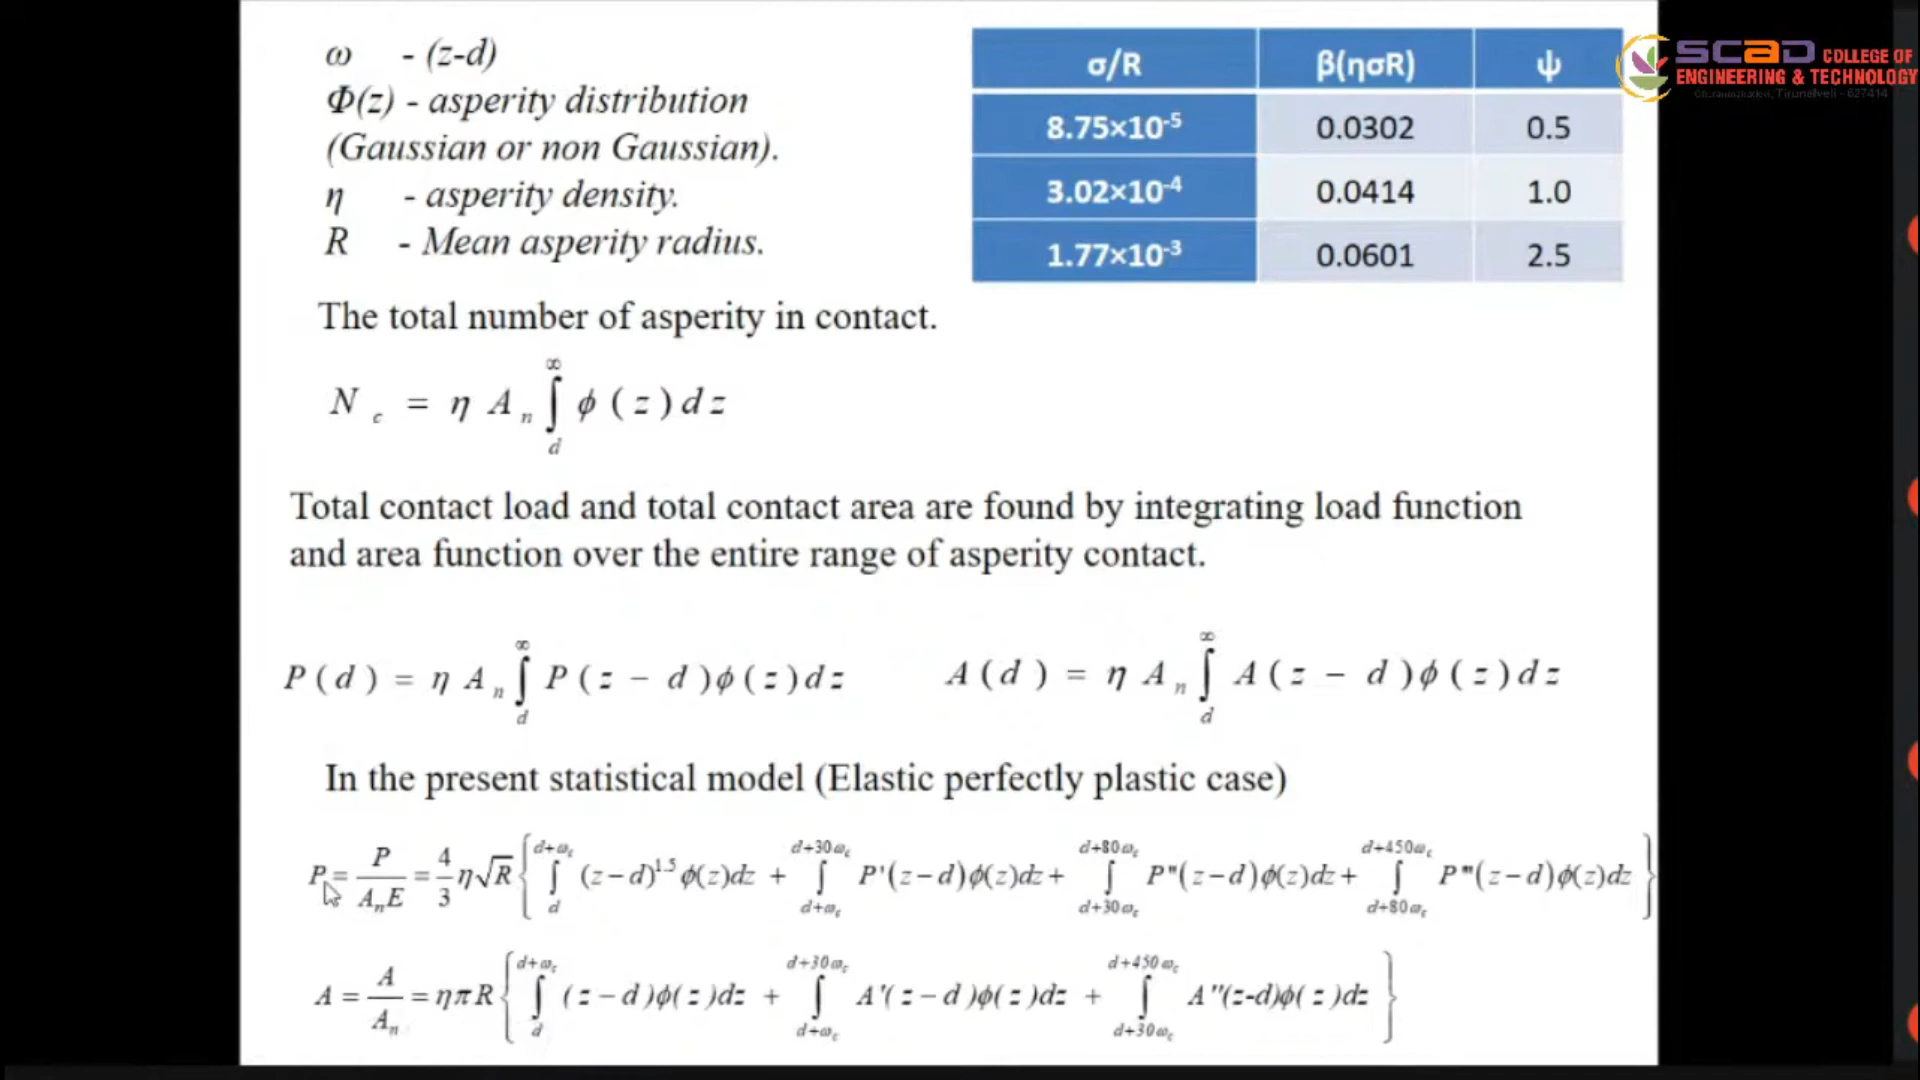 ω - (z-d)
Φ(z) - asperity distribution
(Gaussian or non Gaussian).
η - asperity density.
R - Mean asperity radius.
σ/R β(ησR) ψ
8.75×10⁻⁵ 0.0302 0.5
3.02×10⁻⁴ 0.0414 1.0
1.77×10⁻³ 0.0601 2.5
SCAD COLLEGE OF
ENGINEERING & TECHNOLOGY
The total number of asperity in contact.
N_c = η A_n ∫_d^∞ ϕ(z)dz
Total contact load and total contact area are found by integrating load function
and area function over the entire range of asperity contact.
P(d) = η A_n ∫_d^∞ P(z − d)ϕ(z)dz A(d) = η A_n ∫_d^∞ A(z − d)ϕ(z)dz
In the present statistical model (Elastic perfectly plastic case)
P = P/(A_nE) = 4/3 η√R { ∫_d^{d+ω_c} (z−d)^{1.5} ϕ(z)dz + ∫_{d+ω_c}^{d+30ω_c} P'(z−d)ϕ(z)dz + ∫_{d+30ω_c}^{d+80ω_c} P''(z−d)ϕ(z)dz + ∫_{d+80ω_c}^{d+450ω_c} P'''(z−d)ϕ(z)dz }
A = A/A_n = ηπR { ∫_d^{d+ω_c} (z−d)ϕ(z)dz + ∫_{d+ω_c}^{d+30ω_c} A'(z−d)ϕ(z)dz + ∫_{d+30ω_c}^{d+450ω_c} A''(z-d)ϕ(z)dz }